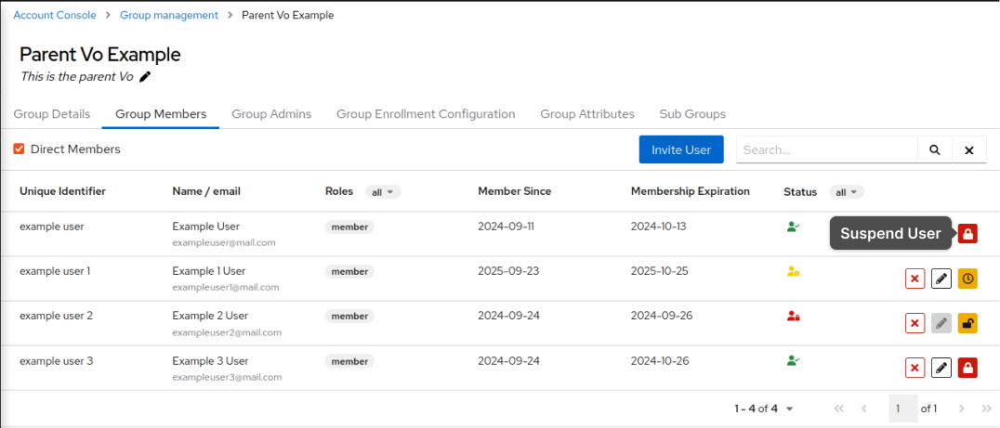 Account Console > Group management > Parent Vo Example
Parent Vo Example
This is the parent Vo
Group Details Group Members Group Admins Group Enrollment Configuration Group Attributes Sub Groups
Direct Members Invite User Search...
Unique Identifier Name / email Roles all Member Since Membership Expiration Status all
example user Example User member 2024-09-11 2024-10-13 Suspend User
exampleuser@mail.com
example user 1 Example 1 User member 2025-09-23 2025-10-25
exampleuser1@mail.com
example user 2 Example 2 User member 2024-09-24 2024-09-26
exampleuser2@mail.com
example user 3 Example 3 User member 2024-09-24 2024-10-26
exampleuser3@mail.com
1 - 4 of 4 1 of 1